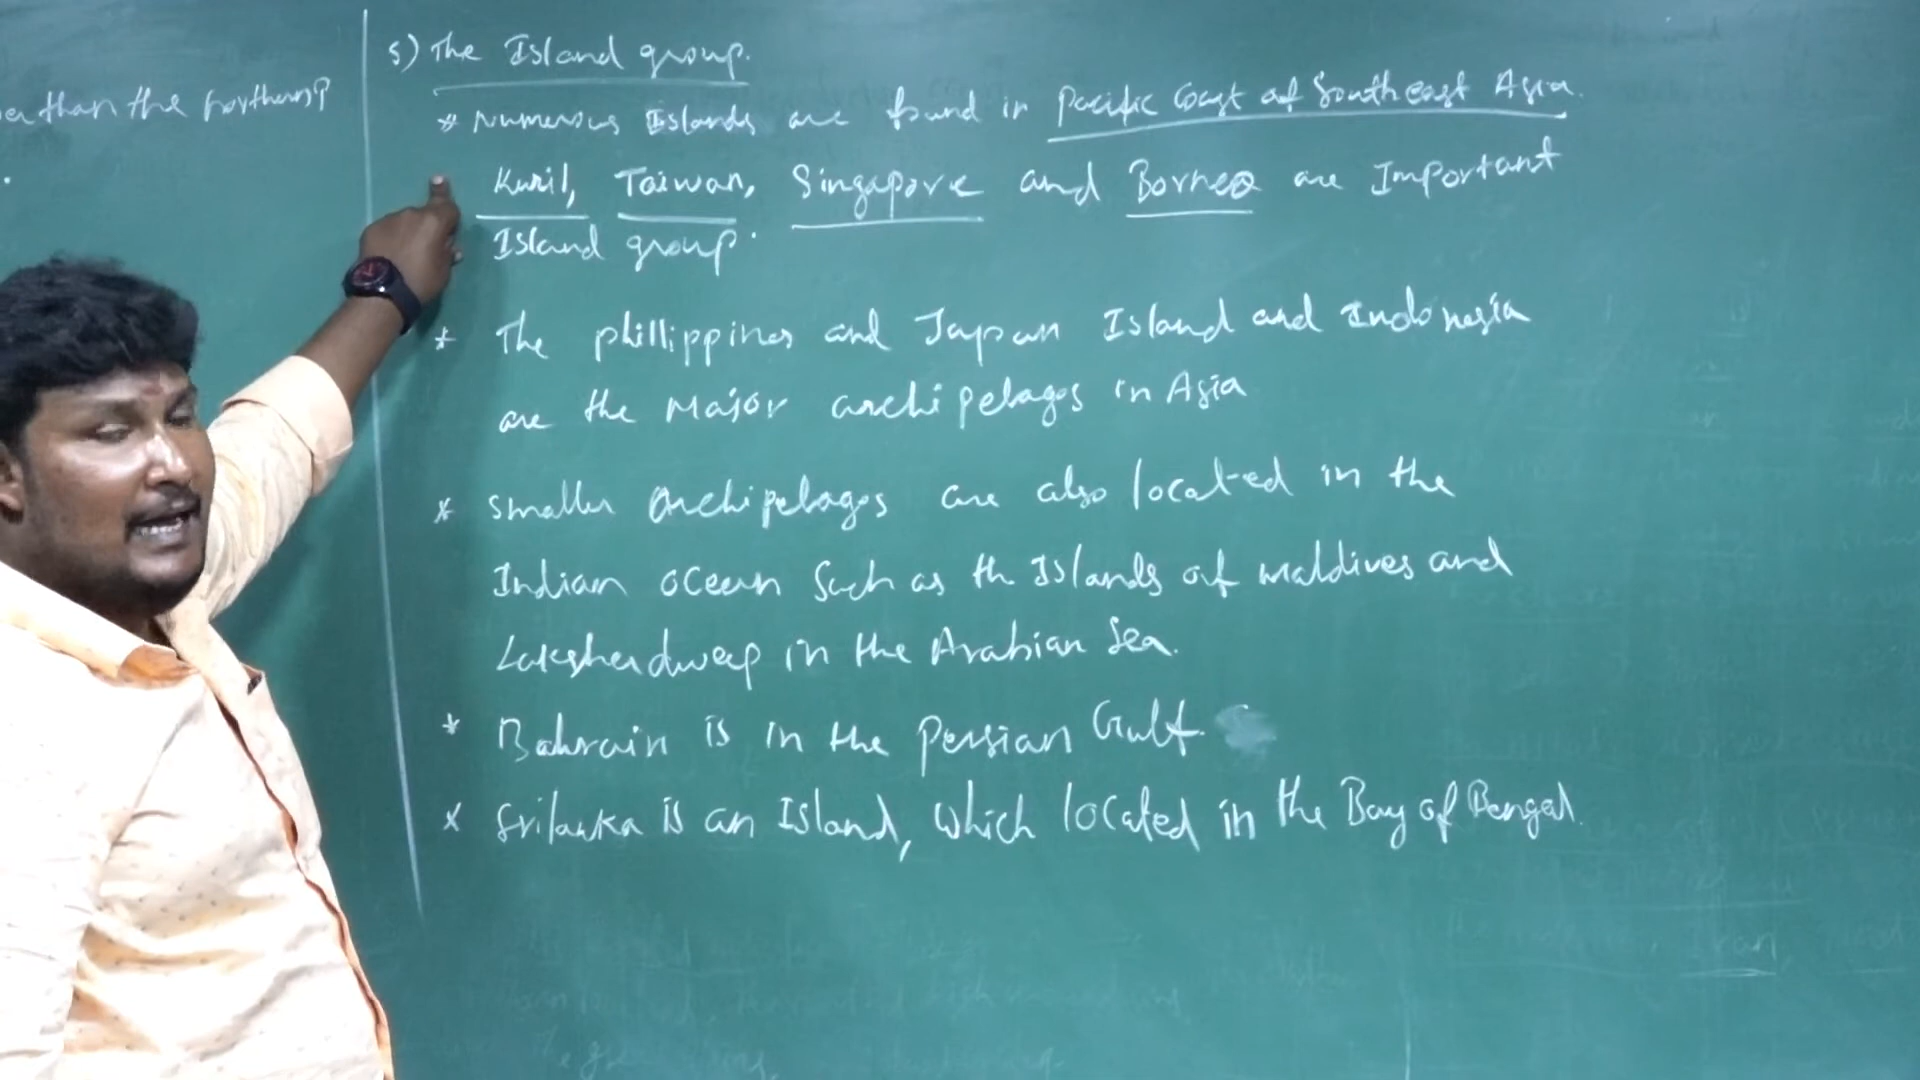 than the
5) The Island group.
* Numerous Islands are found in Pacific Coast of Southeast Asia.
Kuril, Taiwan, Singapore and Borneo are Important
Island group.
* The phillippines and Japan Island and Indonesia
are the Major archipelagos in Asia
* Smaller archipelagos are also located in the
Indian ocean Such as th Islands of maldives and
Lakshadweep in the Arabian Sea.
* Bahrain is in the Persian Gulf.
* Srilanka is an Island, which located in the Bay of Bengal.